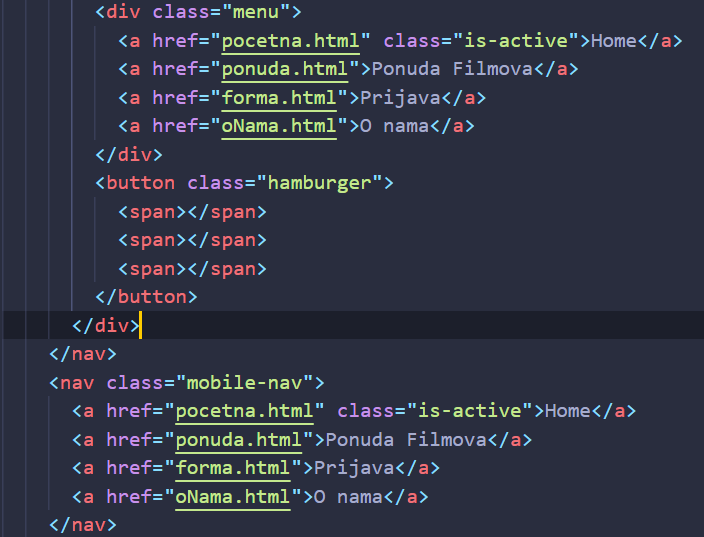 <div class="menu">
<a href="pocetna.html" class="is-active">Home</a>
<a href="ponuda.html">Ponuda Filmova</a>
<a href="forma.html">Prijava</a>
<a href="oNama.html">O nama</a>
</div>
<button class="hamburger">
<span></span>
<span></span>
<span></span>
</button>
</div>
</nav>
<nav class="mobile-nav">
<a href="pocetna.html" class="is-active">Home</a>
<a href="ponuda.html">Ponuda Filmova</a>
<a href="forma.html">Prijava</a>
<a href="oNama.html">O nama</a>
</nav>